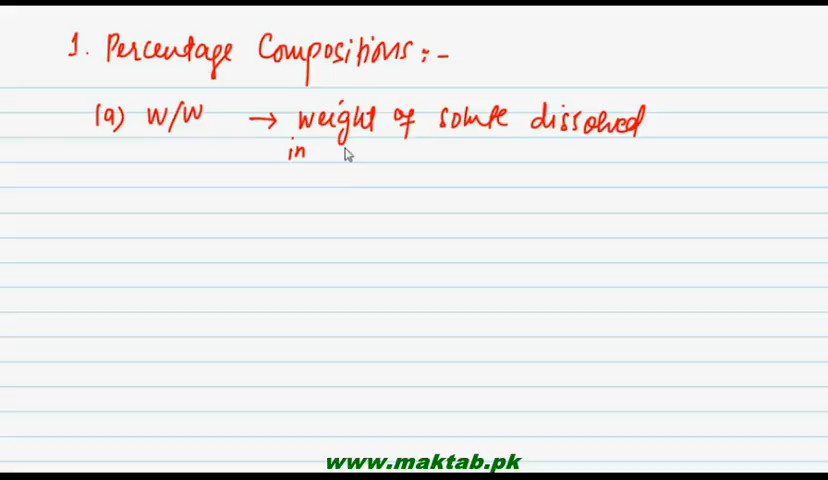 1. Percentage Compositions:-
(a) W/W → weight of solute dissolved
in
www.maktab.pk